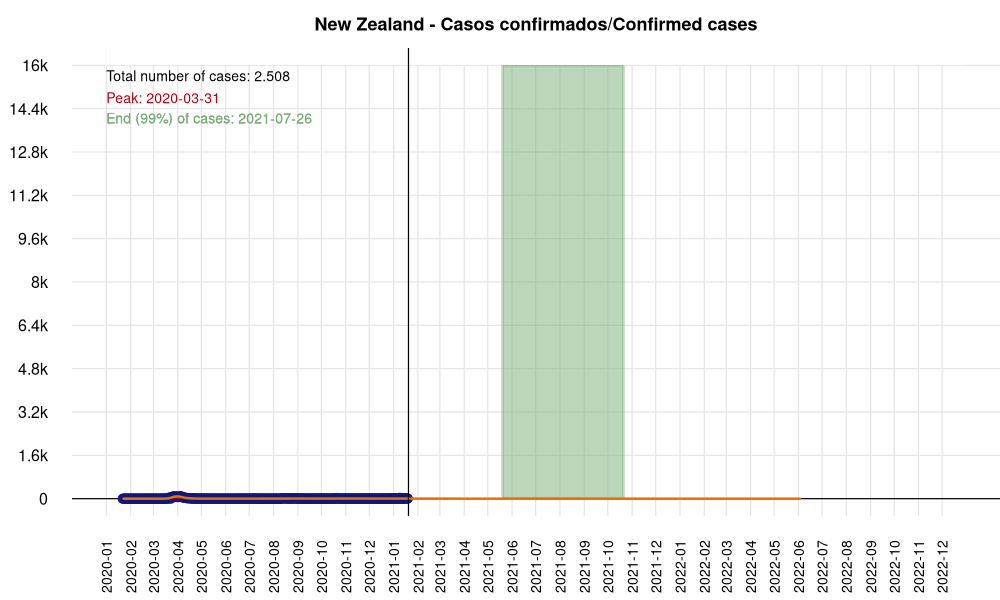 New Zealand - Casos confirmados/Confirmed cases
Total number of cases: 2.508
Peak: 2020-03-31
End (99%) of cases: 2021-07-26
16k
14.4k
12.8k
11.2k
9.6k
8k
6.4k
4.8k
3.2k
1.6k
0
2020-01
2020-02
2020-03
2020-04
2020-05
2020-06
2020-07
2020-08
2020-09
2020-10
2020-11
2020-12
2021-01
2021-02
2021-03
2021-04
2021-05
2021-06
2021-07
2021-08
2021-09
2021-10
2021-11
2021-12
2022-01
2022-02
2022-03
2022-04
2022-05
2022-06
2022-07
2022-08
2022-09
2022-10
2022-11
2022-12